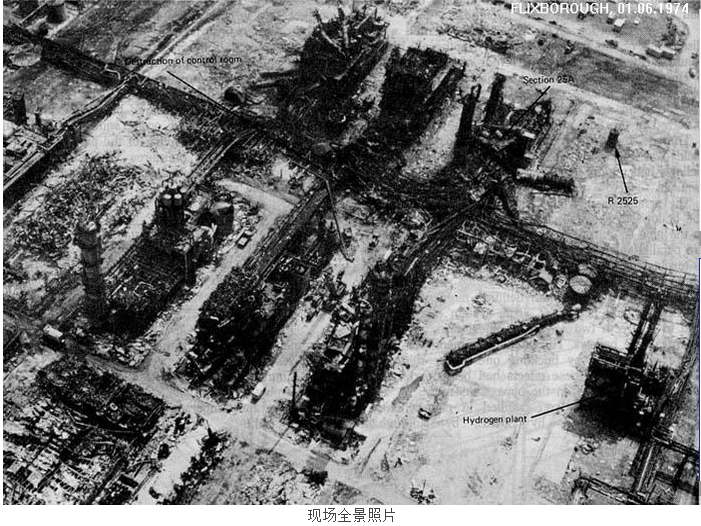 FLIXBOROUGH, 01.06.1974
Destruction of control room
Section 25A
R 2525
Hydrogen plant
现场全景照片